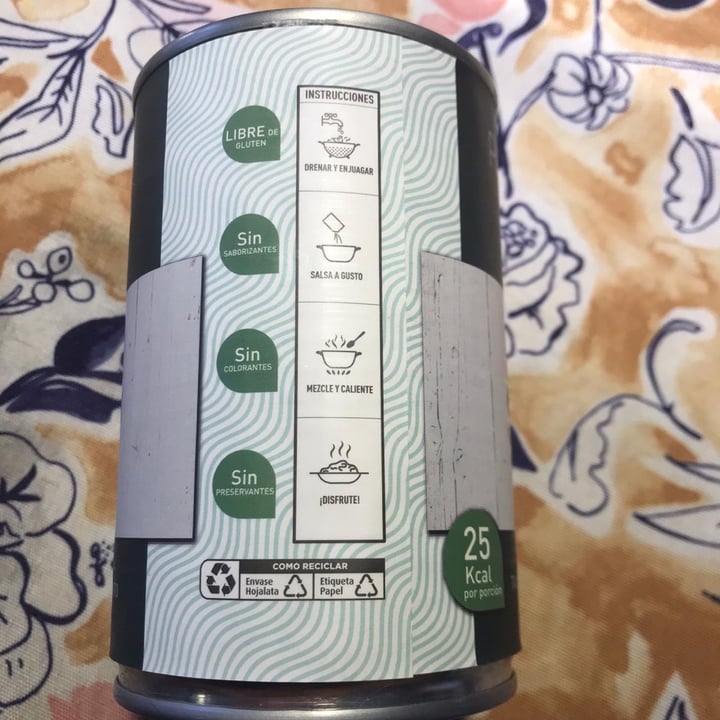 LIBRE DE
GLUTEN
Sin
SABORIZANTES
Sin
COLORANTES
Sin
PRESERVANTES
INSTRUCCIONES
DRENAR Y ENJUAGAR
SALSA A GUSTO
MEZCLE Y CALIENTE
¡DISFRUTE!
COMO RECICLAR
Envase
Hojalata
Etiqueta
Papel
25
Kcal
por porción